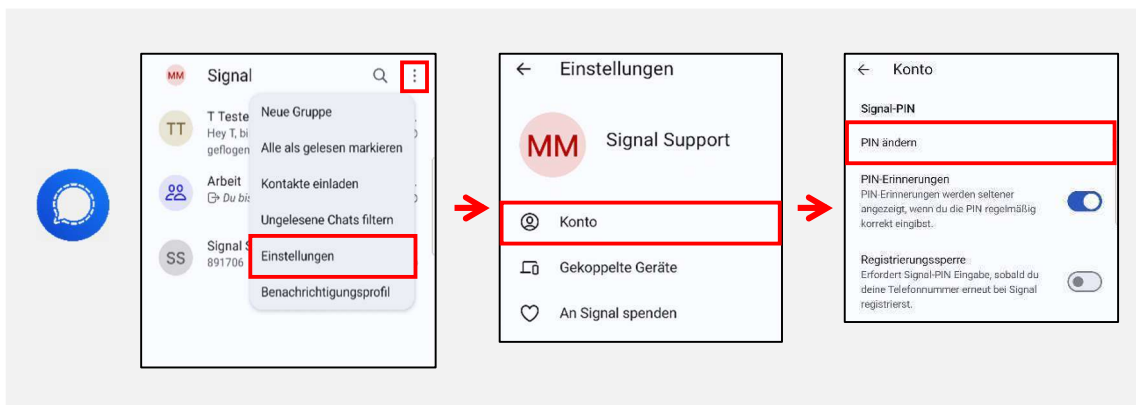 MM Signal
TT
T Teste
Hey T, bi
geflogen
Arbeit
Du bis
SS
Signal S
891706
Neue Gruppe
Alle als gelesen markieren
Kontakte einladen
Ungelesene Chats filtern
Einstellungen
Benachrichtigungsprofil
Einstellungen
MM Signal Support
Konto
Gekoppelte Geräte
An Signal spenden
Konto
Signal-PIN
PIN ändern
PIN-Erinnerungen
PIN-Erinnerungen werden seltener
angezeigt, wenn du die PIN regelmäßig
korrekt eingibst.
Registrierungssperre
Erfordert Signal-PIN Eingabe, sobald du
deine Telefonnummer erneut bei Signal
registrierst.